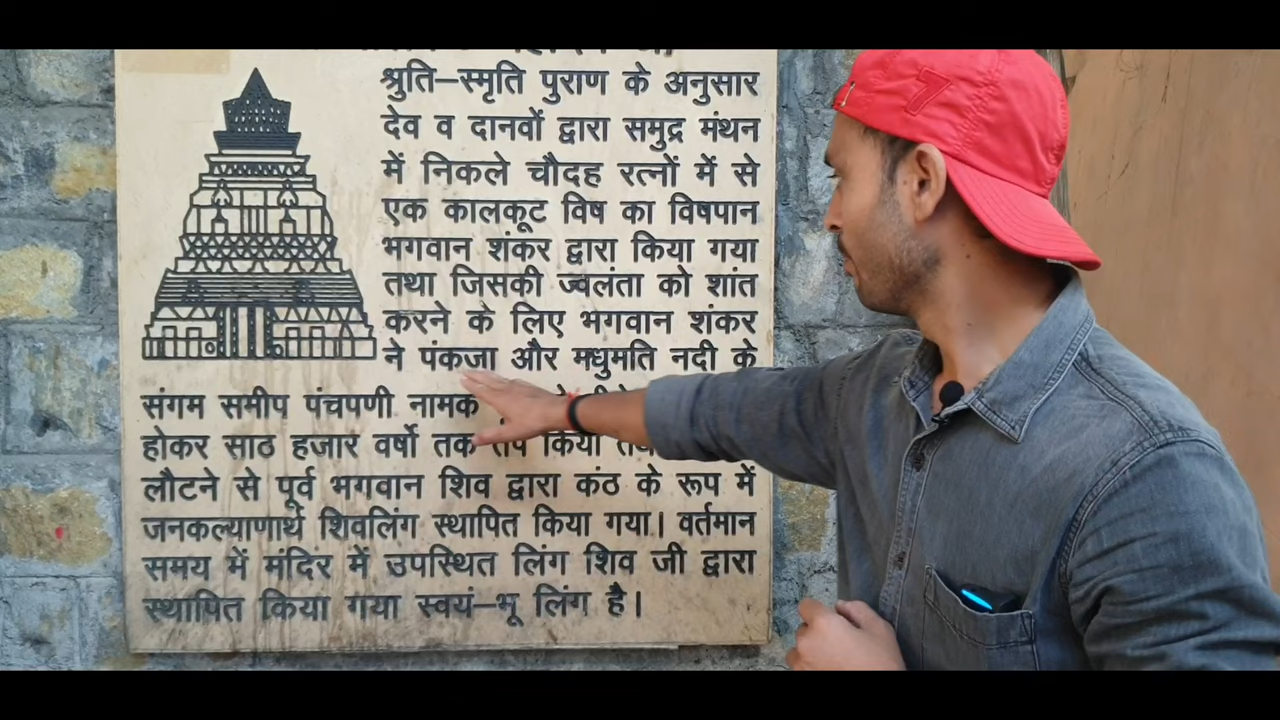 श्रुति–स्मृति पुराण के अनुसार
देव व दानवों द्वारा समुद्र मंथन
में निकले चौदह रत्नों में से
एक कालकूट विष का विषपान
भगवान शंकर द्वारा किया गया
तथा जिसकी ज्वलंता को शांत
करने के लिए भगवान शंकर
ने पंकजा और मधुमति नदी के
संगम समीप पंचपणी नामक
होकर साठ हजार वर्षो तक तप किया
लौटने से पूर्व भगवान शिव द्वारा कंठ के रूप में
जनकल्याणार्थ शिवलिंग स्थापित किया गया। वर्तमान
समय में मंदिर में उपस्थित लिंग शिव जी द्वारा
स्थापित किया गया स्वयं–भू लिंग है।
7